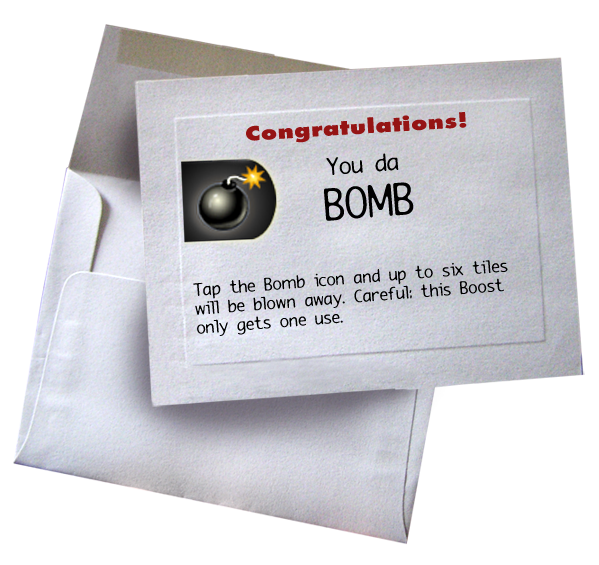 Congratulations!
You da
BOMB
Tap the Bomb icon and up to six tiles
will be blown away. Careful: this Boost
only gets one use.